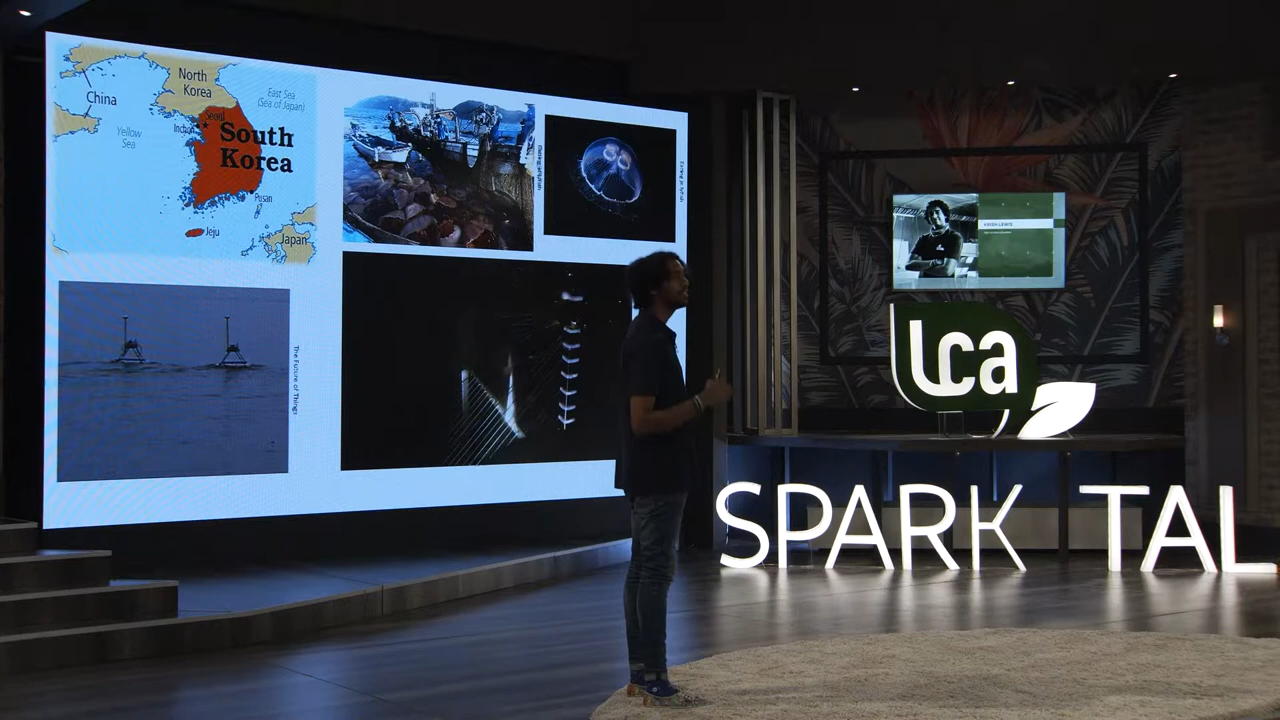 North
Korea
East Sea
(Sea of Japan)
China
Yellow
Sea
Seoul
South
Korea
Pusan
Jeju
Japan
The Future of Things
lca
SPARK TAL